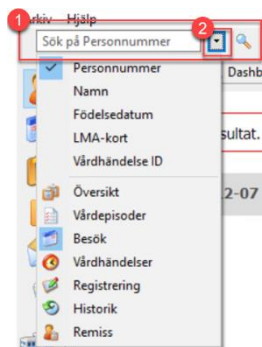 Arkiv Hjälp
1
2
Sök på Personnummer
Personnummer
Dashb
Namn
Födelsedatum
sultat.
LMA-kort
Vårdhändelse ID
Översikt
2-07
Vårdepisoder
Besök
Vårdhändelser
Registrering
Historik
Remiss